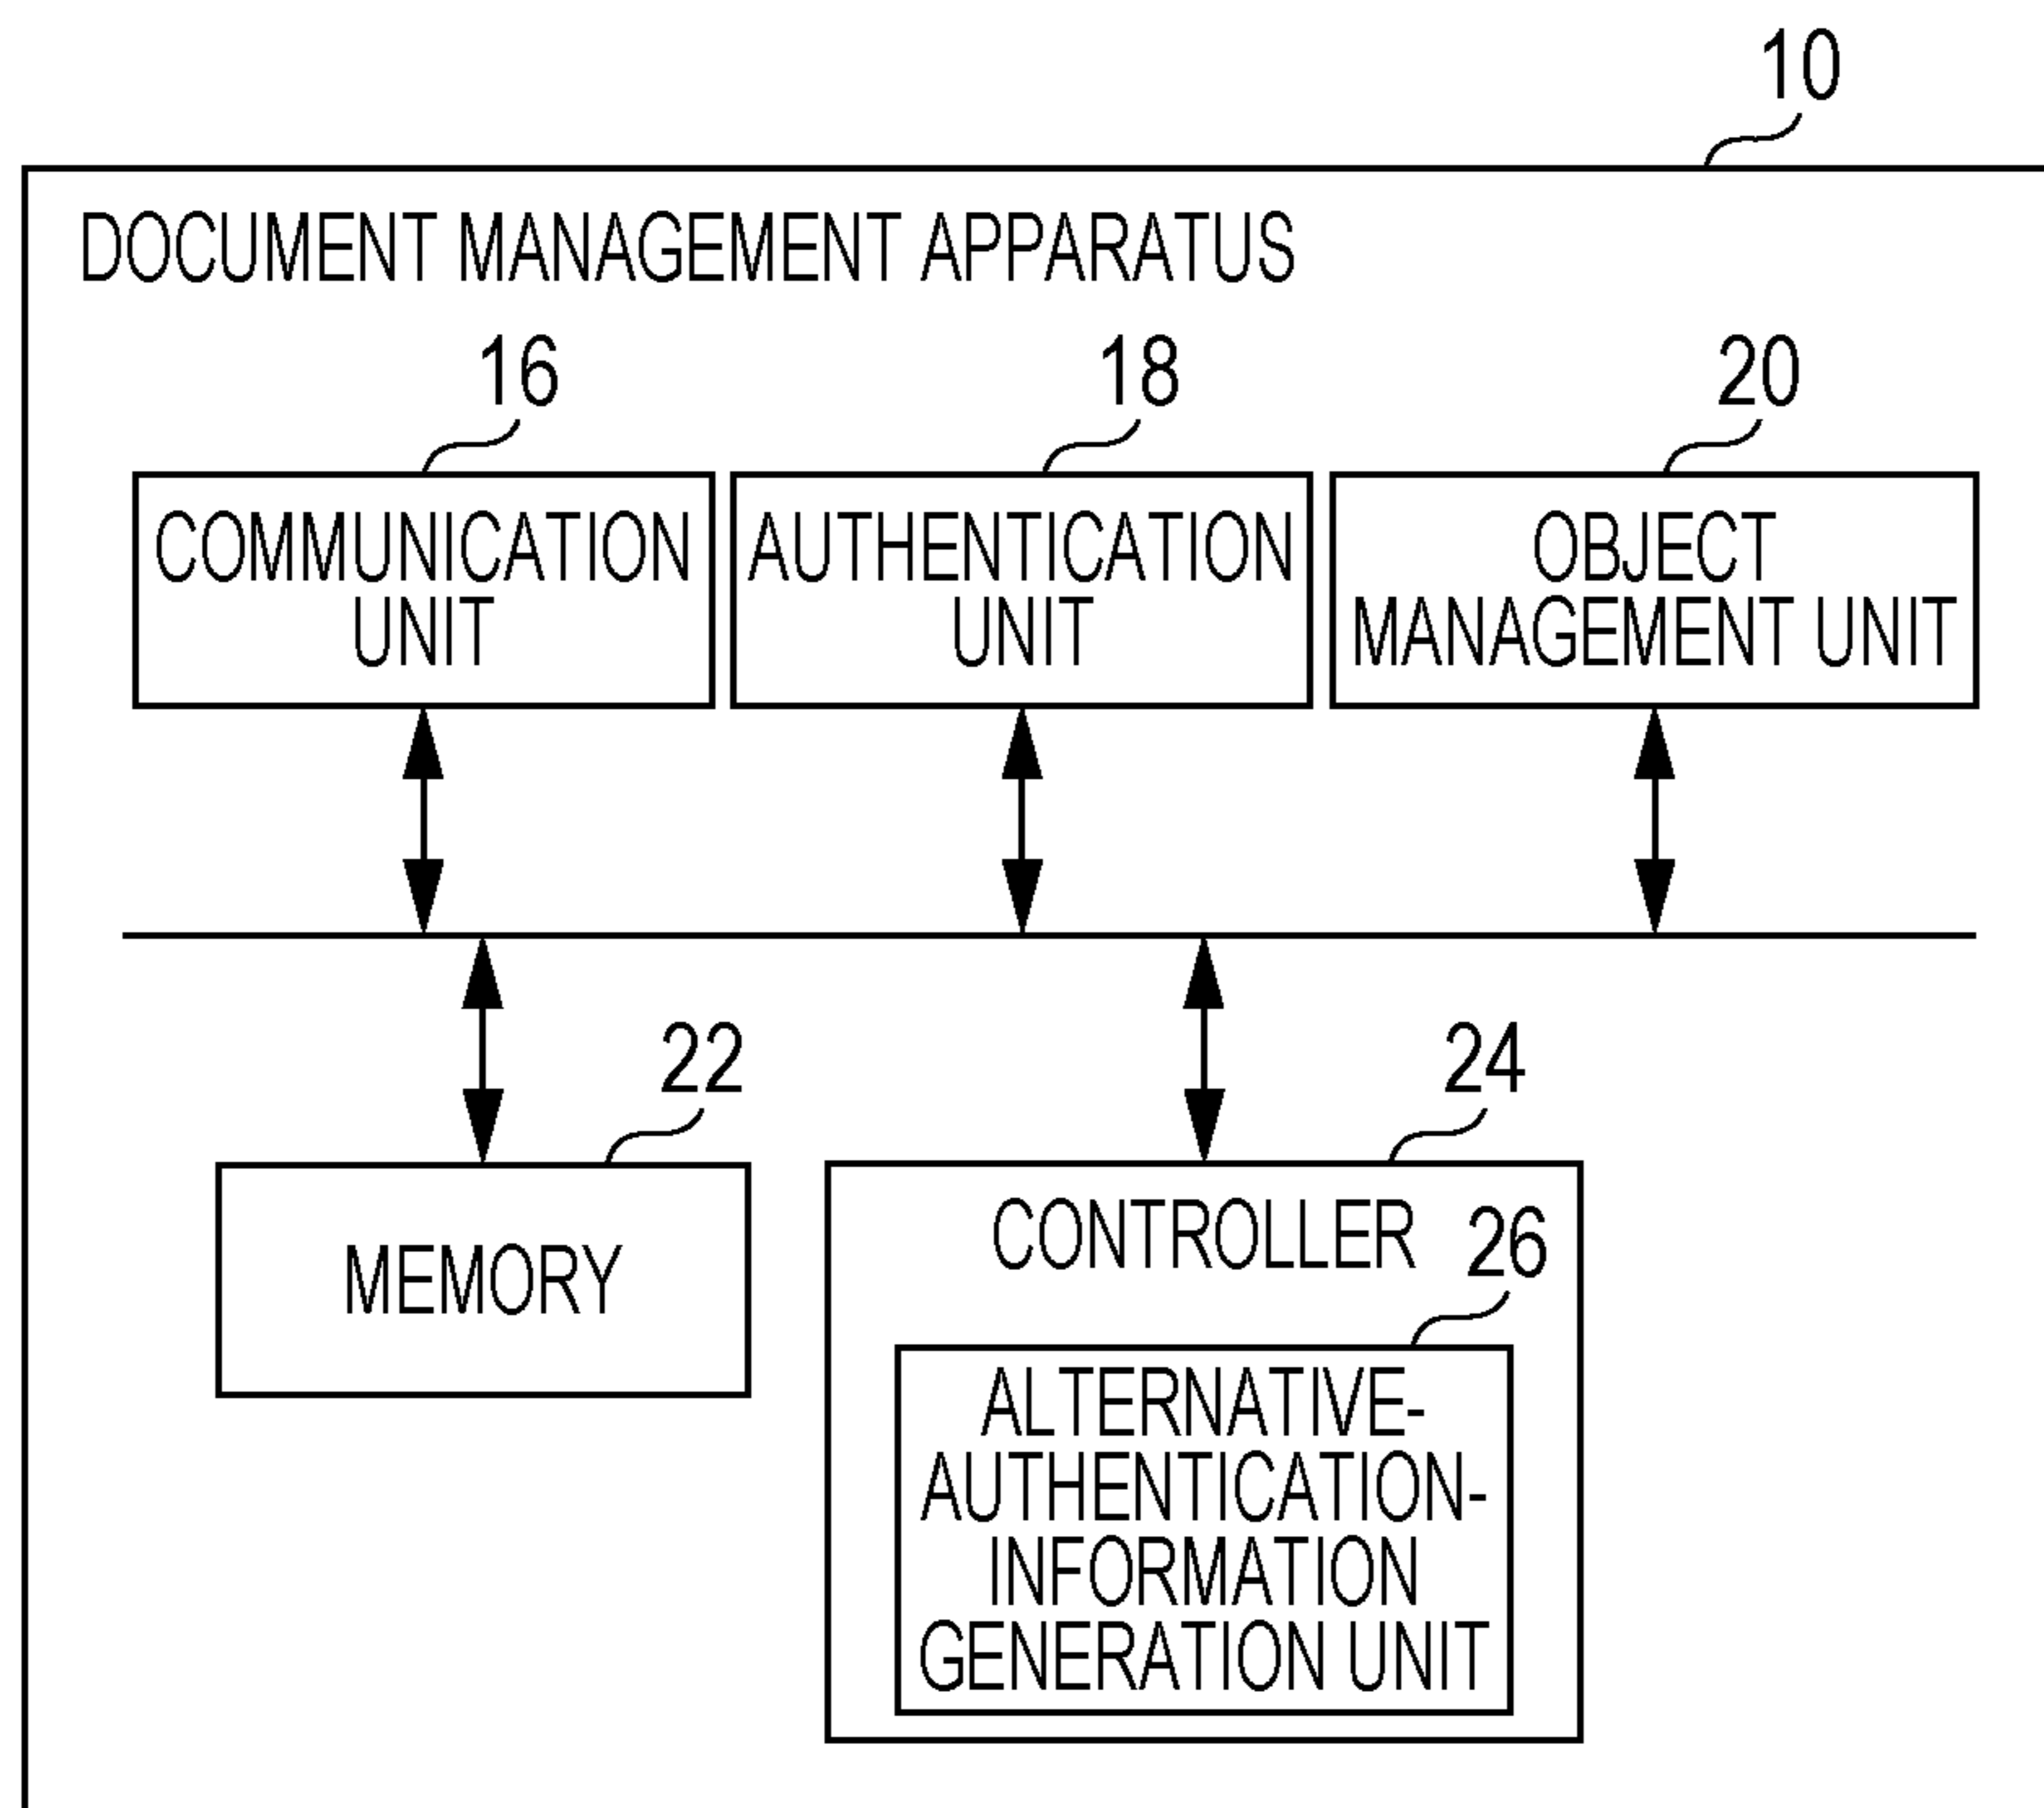 10
DOCUMENT MANAGEMENT APPARATUS
16
18
20
COMMUNICATION
UNIT
AUTHENTICATION
UNIT
OBJECT
MANAGEMENT UNIT
22
24
MEMORY
CONTROLLER
26
ALTERNATIVE-
AUTHENTICATION-
INFORMATION
GENERATION UNIT